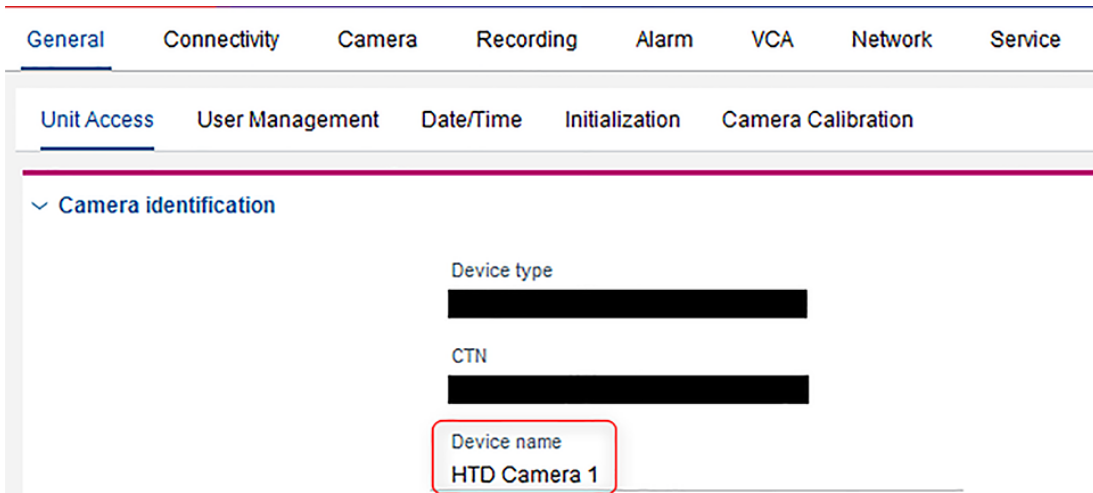 General Connectivity Camera Recording Alarm VCA Network Service
Unit Access User Management Date/Time Initialization Camera Calibration
Camera identification
Device type
CTN
Device name
HTD Camera 1